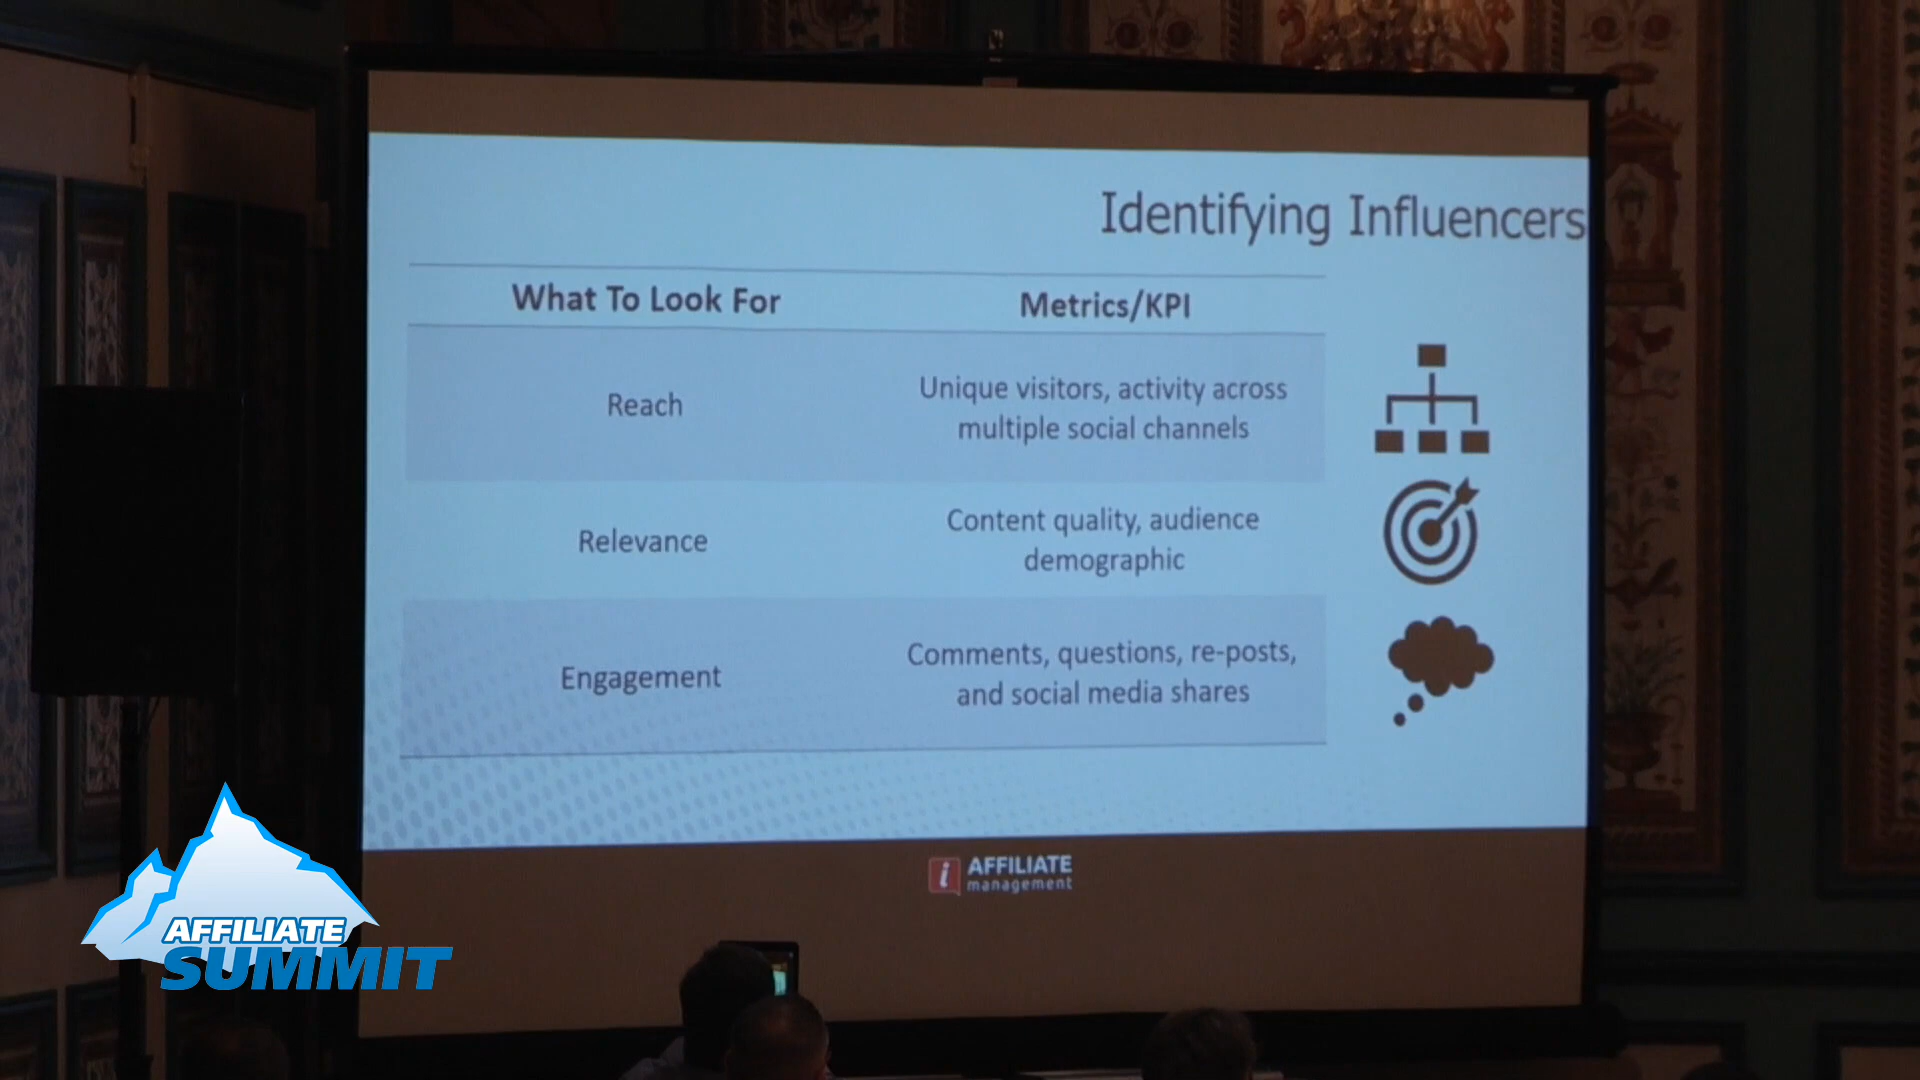 Identifying Influencers
What To Look For
Metrics/KPI
Reach
Unique visitors, activity across
multiple social channels
Relevance
Content quality, audience
demographic
Engagement
Comments, questions, re-posts,
and social media shares
i AFFILIATE
management
AFFILIATE
SUMMIT